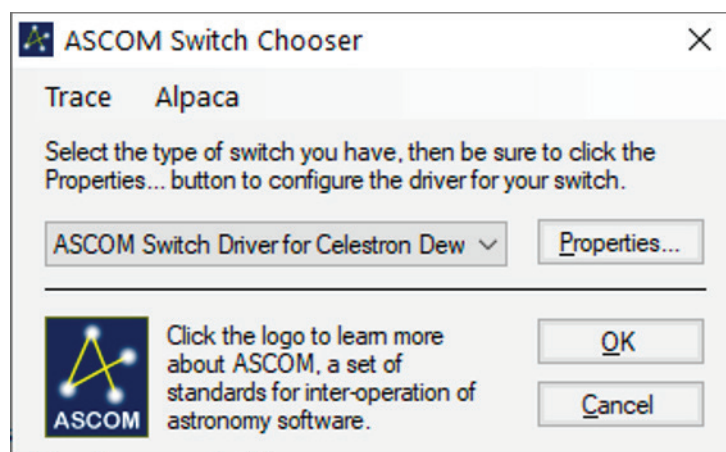 ASCOM Switch Chooser
Trace Alpaca
Select the type of switch you have, then be sure to click the
Properties... button to configure the driver for your switch.
ASCOM Switch Driver for Celestron Dew
Properties...
Click the logo to learn more
about ASCOM, a set of
standards for inter-operation of
astronomy software.
ASCOM
OK
Cancel